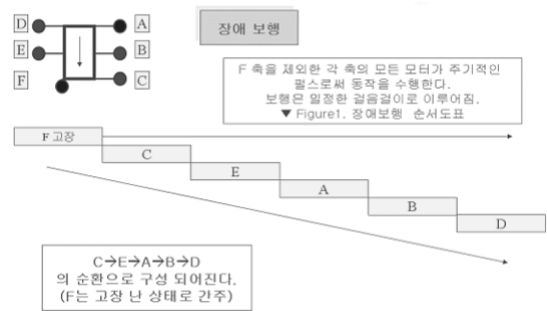 D A
E B
F C
장애 보행
F 축을 제외한 각 축의 모든 모터가 주기적인
펄스로써 동작을 수행한다.
보행은 일정한 걸음걸이로 이루어짐.
▼ Figure1. 장애보행 순서도표
F 고장
C
E
A
B
D
C→E→A→B→D
의 순환으로 구성 되어진다.
(F는 고장 난 상태로 간주)